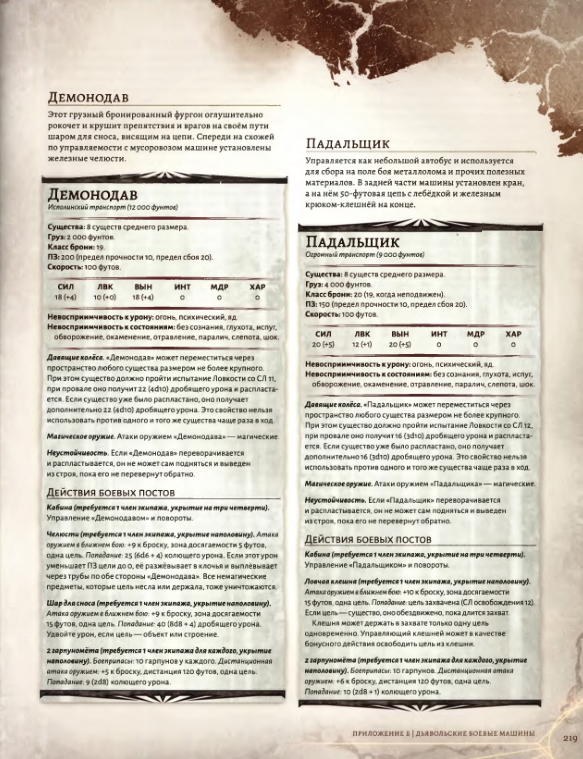 Демонодав
Этот грузный бронированный фургон оглушительно
рокочет и крушит препятствия и врагов на своём пути
шаром для сноса, висящим на цепи. Спереди на схожей
по управляемости с мусоровозом машине установлены
железные челюсти.
Демонодав
Исполинский транспорт (12 000 фунтов)
Существа: 8 существ среднего размера.
Груз: 2 000 фунтов.
Класс брони: 19.
ПЗ: 200 (предел прочности 10, предел сбоя 20).
Скорость: 100 футов.
СИЛ ЛВК ВЫН ИНТ МДР ХАР
18 (+4) 10 (+0) 18 (+4) 0 0 0
Невосприимчивость к урону: огонь, психический, яд.
Невосприимчивость к состояниям: без сознания, глухота, испуг,
обворожение, окаменение, отравление, паралич, слепота, шок.
Давящие колёса. «Демонодав» может переместиться через
пространство любого существа размером не более крупного.
При этом существо должно пройти испытание Ловкости со СЛ 11,
при провале оно получит 22 (4d10) дробящего урона и распласта-
ется. Если существо уже было распластано, оно получает
дополнительно 22 (4d10) дробящего урона. Это свойство нельзя
использовать против одного и того же существа чаще раза в ход.
Магическое оружие. Атаки оружием «Демонодава» — магические.
Неустойчивость. Если «Демонодав» переворачивается
и распластывается, он не может сам подняться и выведен
из строя, пока его не перевернут обратно.
Действия боевых постов
Кабина (требуется 1 член экипажа, укрытие на три четверти).
Управление «Демонодавом» и повороты.
Челюсти (требуется 1 член экипажа, укрытие наполовину). Атака
оружием в ближнем бою: +9 к броску, зона досягаемости 5 футов,
одна цель. Попадание: 25 (6d6 + 4) колющего урона. Если этот урон
уменьшает ПЗ цели до 0, её разжёвывает в клочья и выплёвывает
через трубы по обе стороны «Демонодава». Все немагические
предметы, которые цель несла или держала, тоже уничтожаются.
Шар для сноса (требуется 1 член экипажа, укрытие наполовину).
Атака оружием в ближнем бою: +9 к броску, зона досягаемости
15 футов, одна цель. Попадание: 40 (8d8 + 4) дробящего урона.
Удвойте урон, если цель — объект или строение.
2 гарпуномёта (требуется 1 член экипажа для каждого, укрытие
наполовину). Боеприпасы: 10 гарпунов у каждого. Дистанционная
атака оружием: +5 к броску, дистанция 120 футов, одна цель.
Попадание: 9 (2d8) колющего урона.
Падальщик
Управляется как небольшой автобус и используется
для сбора на поле боя металлолома и прочих полезных
материалов. В задней части машины установлен кран,
а на нём 50-футовая цепь с лебёдкой и железным
крюком-клешнёй на конце.
Падальщик
Огромный транспорт (9 000 фунтов)
Существа: 8 существ среднего размера.
Груз: 4 000 фунтов.
Класс брони: 20 (19, когда неподвижен).
ПЗ: 150 (предел прочности 10, предел сбоя 20).
Скорость: 100 футов.
СИЛ ЛВК ВЫН ИНТ МДР ХАР
20 (+5) 12 (+1) 20 (+5) 0 0 0
Невосприимчивость к урону: огонь, психический, яд.
Невосприимчивость к состояниям: без сознания, глухота, испуг,
обворожение, окаменение, отравление, паралич, слепота, шок.
Давящие колёса. «Падальщик» может переместиться через
пространство любого существа размером не более крупного.
При этом существо должно пройти испытание Ловкости со СЛ 12,
при провале оно получит 16 (3d10) дробящего урона и распласта-
ется. Если существо уже было распластано, оно получает
дополнительно 16 (3d10) дробящего урона. Это свойство нельзя
использовать против одного и того же существа чаще раза в ход.
Магическое оружие. Атаки оружием «Падальщика» — магические.
Неустойчивость. Если «Падальщик» переворачивается
и распластывается, он не может сам подняться и выведен
из строя, пока его не перевернут обратно.
Действия боевых постов
Кабина (требуется 1 член экипажа, укрытие на три четверти).
Управление «Падальщиком» и повороты.
Ловчая клешня (требуется 1 член экипажа, укрытие наполовину).
Атака оружием в ближнем бою: +10 к броску, зона досягаемости
15 футов, одна цель. Попадание: цель захвачена (СЛ освобождения 12).
Если цель — существо, оно обездвижено, пока длится захват.
Клешня может держать в захвате только одну цель
одновременно. Управляющий клешнёй может в качестве
бонусного действия освободить цель из клешни.
2 гарпуномёта (требуется 1 член экипажа для каждого, укрытие
наполовину). Боеприпасы: 10 гарпунов. Дистанционная атака
оружием: +6 к броску, дистанция 120 футов, одна цель.
Попадание: 10 (2d8 + 1) колющего урона.
ПРИЛОЖЕНИЕ Б | ДЬЯВОЛЬСКИЕ БОЕВЫЕ МАШИНЫ
219